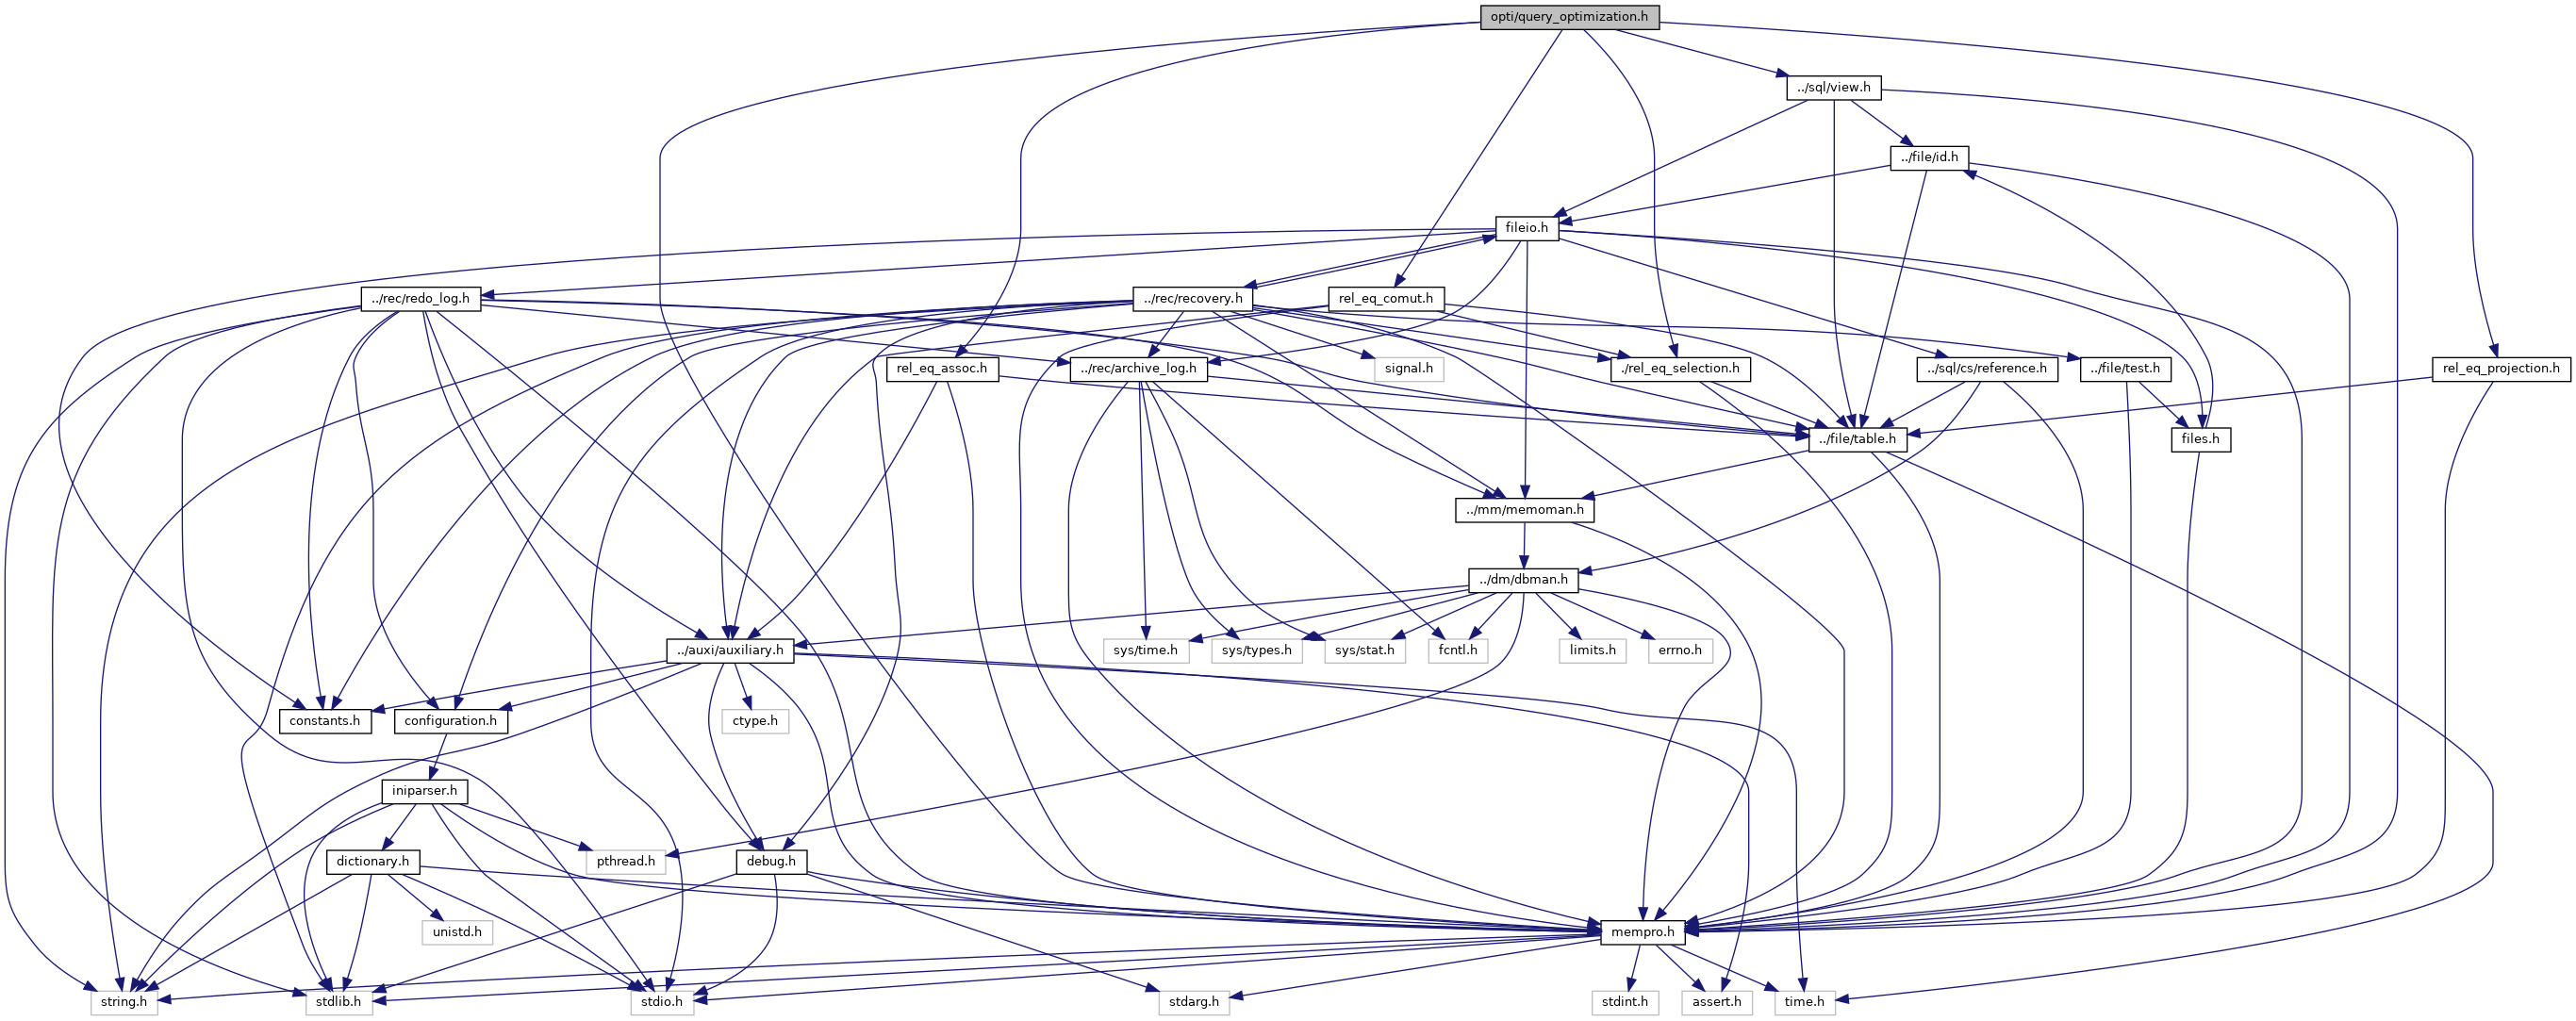 opti/query_optimization.h
../sql/view.h
../file/id.h
fileio.h
../rec/redo_log.h
../rec/recovery.h
rel_eq_comut.h
rel_eq_assoc.h
../rec/archive_log.h
signal.h
./rel_eq_selection.h
../sql/cs/reference.h
../file/test.h
rel_eq_projection.h
../file/table.h
files.h
../mm/memoman.h
../dm/dbman.h
../auxi/auxiliary.h
sys/time.h
sys/types.h
sys/stat.h
fcntl.h
limits.h
errno.h
constants.h
configuration.h
ctype.h
iniparser.h
dictionary.h
pthread.h
debug.h
unistd.h
mempro.h
string.h
stdlib.h
stdio.h
stdarg.h
stdint.h
assert.h
time.h